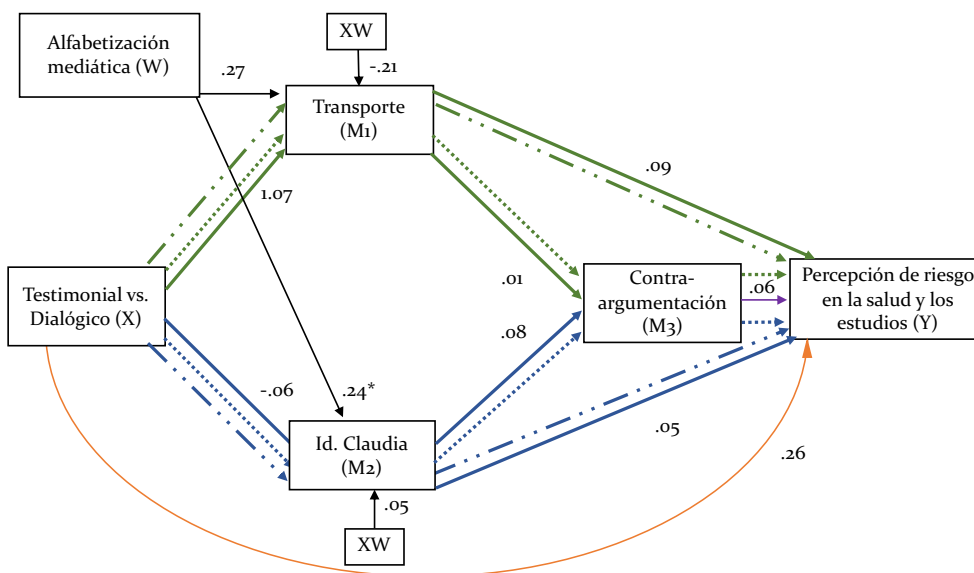 XW
Alfabetización
mediática (W)
.27
-.21
Transporte
(M1)
.09
1.07
Testimonial vs.
Dialógico (X)
.01
Contra-
argumentación
(M3)
.06
Percepción de riesgo
en la salud y los
estudios (Y)
.08
-.06
.24*
Id. Claudia
(M2)
.05
.26
.05
XW